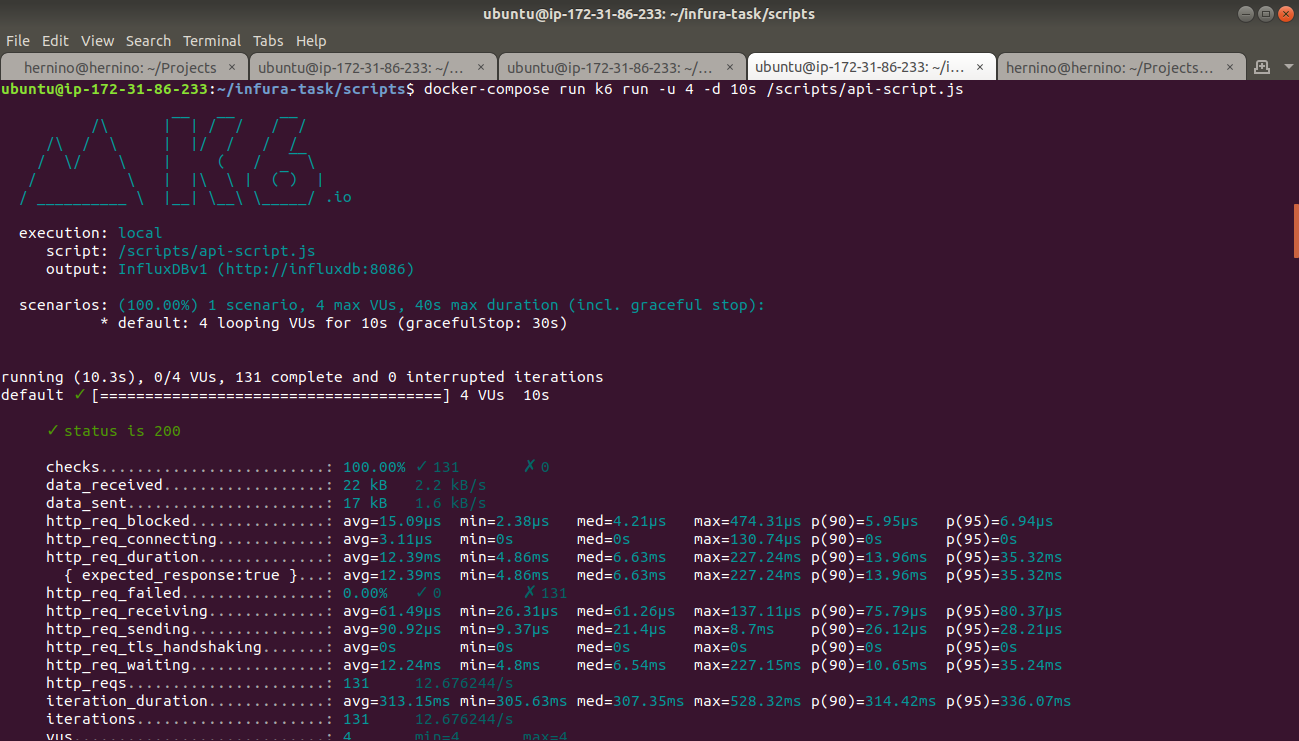 ubuntu@ip-172-31-86-233: ~/infura-task/scripts
File Edit View Search Terminal Tabs Help
hernino@hernino: ~/Projects × ubuntu@ip-172-31-86-233: ~/... × ubuntu@ip-172-31-86-233: ~/... × ubuntu@ip-172-31-86-233: ~/i... × hernino@hernino: ~/Projects... ×
ubuntu@ip-172-31-86-233:~/infura-task/scripts$ docker-compose run k6 run -u 4 -d 10s /scripts/api-script.js
          /\      |‾‾| /‾‾/   /‾‾/
     /\  /  \     |  |/  /   /  /
    /  \/    \    |     (   /   ‾‾\
   /          \   |  |\  \ |  (‾)  |
  / __________ \  |__| \__\ \_____/ .io
execution: local
script: /scripts/api-script.js
output: InfluxDBv1 (http://influxdb:8086)
scenarios: (100.00%) 1 scenario, 4 max VUs, 40s max duration (incl. graceful stop):
* default: 4 looping VUs for 10s (gracefulStop: 30s)
running (10.3s), 0/4 VUs, 131 complete and 0 interrupted iterations
default ✓ [======================================] 4 VUs  10s
✓ status is 200
checks.........................: 100.00% ✓ 131 ✗ 0
data_received..................: 22 kB 2.2 kB/s
data_sent......................: 17 kB 1.6 kB/s
http_req_blocked...............: avg=15.09µs min=2.38µs med=4.21µs max=474.31µs p(90)=5.95µs p(95)=6.94µs
http_req_connecting............: avg=3.11µs min=0s med=0s max=130.74µs p(90)=0s p(95)=0s
http_req_duration..............: avg=12.39ms min=4.86ms med=6.63ms max=227.24ms p(90)=13.96ms p(95)=35.32ms
{ expected_response:true }...: avg=12.39ms min=4.86ms med=6.63ms max=227.24ms p(90)=13.96ms p(95)=35.32ms
http_req_failed................: 0.00% ✓ 0 ✗ 131
http_req_receiving.............: avg=61.49µs min=26.31µs med=61.26µs max=137.11µs p(90)=75.79µs p(95)=80.37µs
http_req_sending...............: avg=90.92µs min=9.37µs med=21.4µs max=8.7ms p(90)=26.12µs p(95)=28.21µs
http_req_tls_handshaking.......: avg=0s min=0s med=0s max=0s p(90)=0s p(95)=0s
http_req_waiting...............: avg=12.24ms min=4.8ms med=6.54ms max=227.15ms p(90)=10.65ms p(95)=35.24ms
http_reqs......................: 131 12.676244/s
iteration_duration.............: avg=313.15ms min=305.63ms med=307.35ms max=528.32ms p(90)=314.42ms p(95)=336.07ms
iterations.....................: 131 12.676244/s
vus............................: 4 min=4 max=4